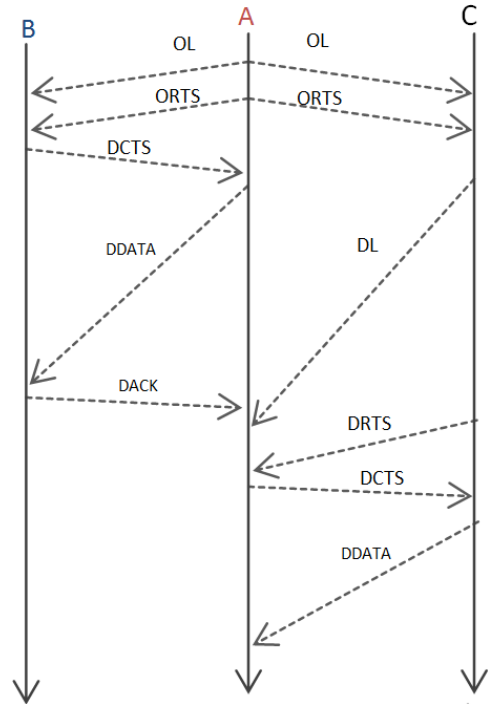 B
A
C
OL
OL
ORTS
ORTS
DCTS
DDATA
DL
DACK
DRTS
DCTS
DDATA